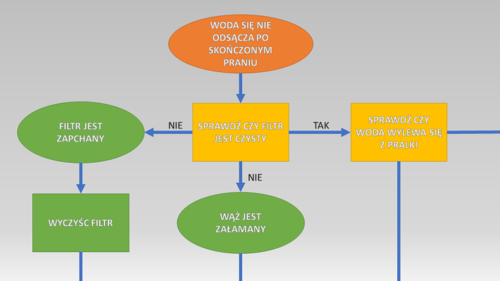 WODA SIĘ NIE
ODSĄCZA PO
SKOŃCZONYM
PRANIU
FILTR JEST
ZAPCHANY
NIE
SPRAWDŹ CZY FILTR
JEST CZYSTY
TAK
SPRAWDŹ CZY
WODA WYLEWA SIĘ
Z PRALKI
NIE
WYCZYŚC FILTR
WĄŻ JEST
ZAŁAMANY